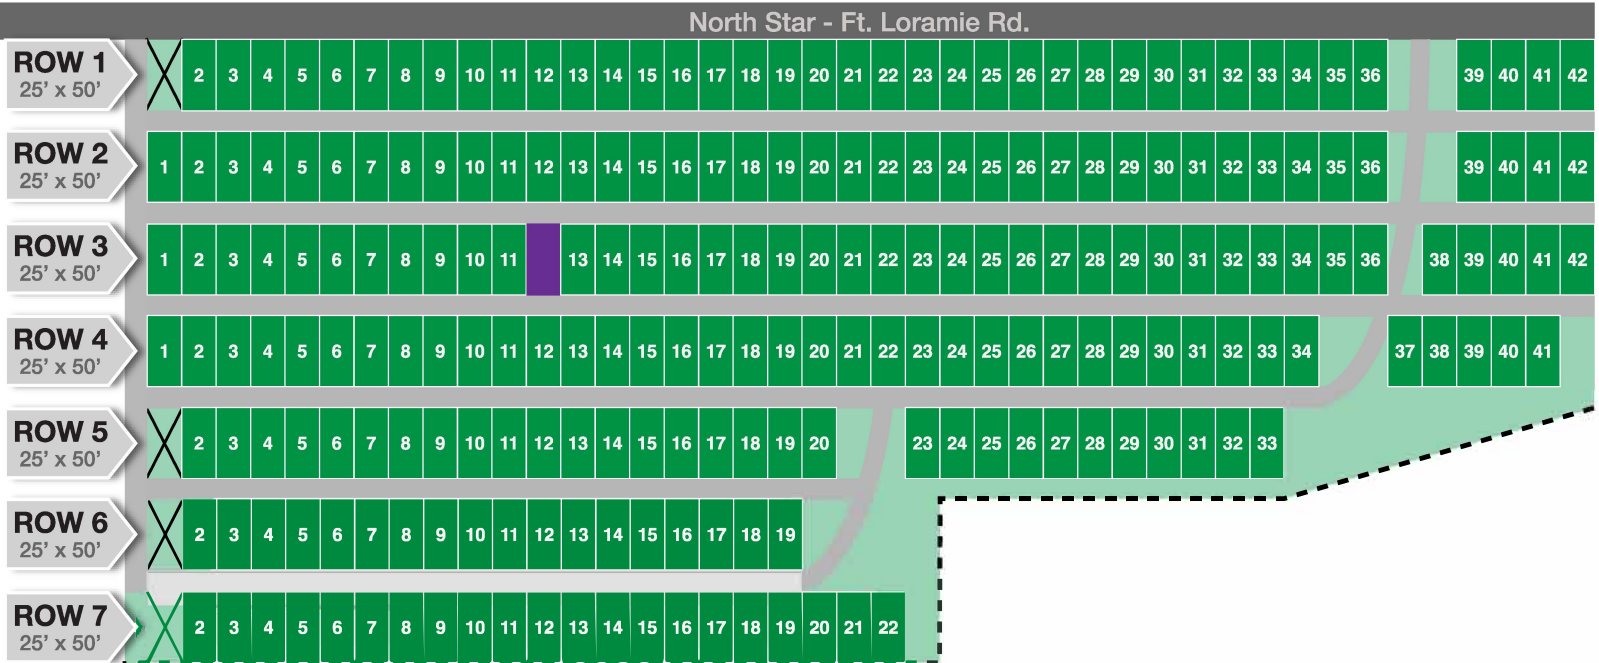 North Star - Ft. Loramie Rd.
ROW 1
25' x 50'
2 3 4 5 6 7 8 9 10 11 12 13 14 15 16 17 18 19 20 21 22 23 24 25 26 27 28 29 30 31 32 33 34 35 36 39 40 41 42
ROW 2
25' x 50'
1 2 3 4 5 6 7 8 9 10 11 12 13 14 15 16 17 18 19 20 21 22 23 24 25 26 27 28 29 30 31 32 33 34 35 36 39 40 41 42
ROW 3
25' x 50'
1 2 3 4 5 6 7 8 9 10 11 13 14 15 16 17 18 19 20 21 22 23 24 25 26 27 28 29 30 31 32 33 34 35 36 38 39 40 41 42
ROW 4
25' x 50'
1 2 3 4 5 6 7 8 9 10 11 12 13 14 15 16 17 18 19 20 21 22 23 24 25 26 27 28 29 30 31 32 33 34 37 38 39 40 41
ROW 5
25' x 50'
2 3 4 5 6 7 8 9 10 11 12 13 14 15 16 17 18 19 20 23 24 25 26 27 28 29 30 31 32 33
ROW 6
25' x 50'
2 3 4 5 6 7 8 9 10 11 12 13 14 15 16 17 18 19
ROW 7
25' x 50'
2 3 4 5 6 7 8 9 10 11 12 13 14 15 16 17 18 19 20 21 22